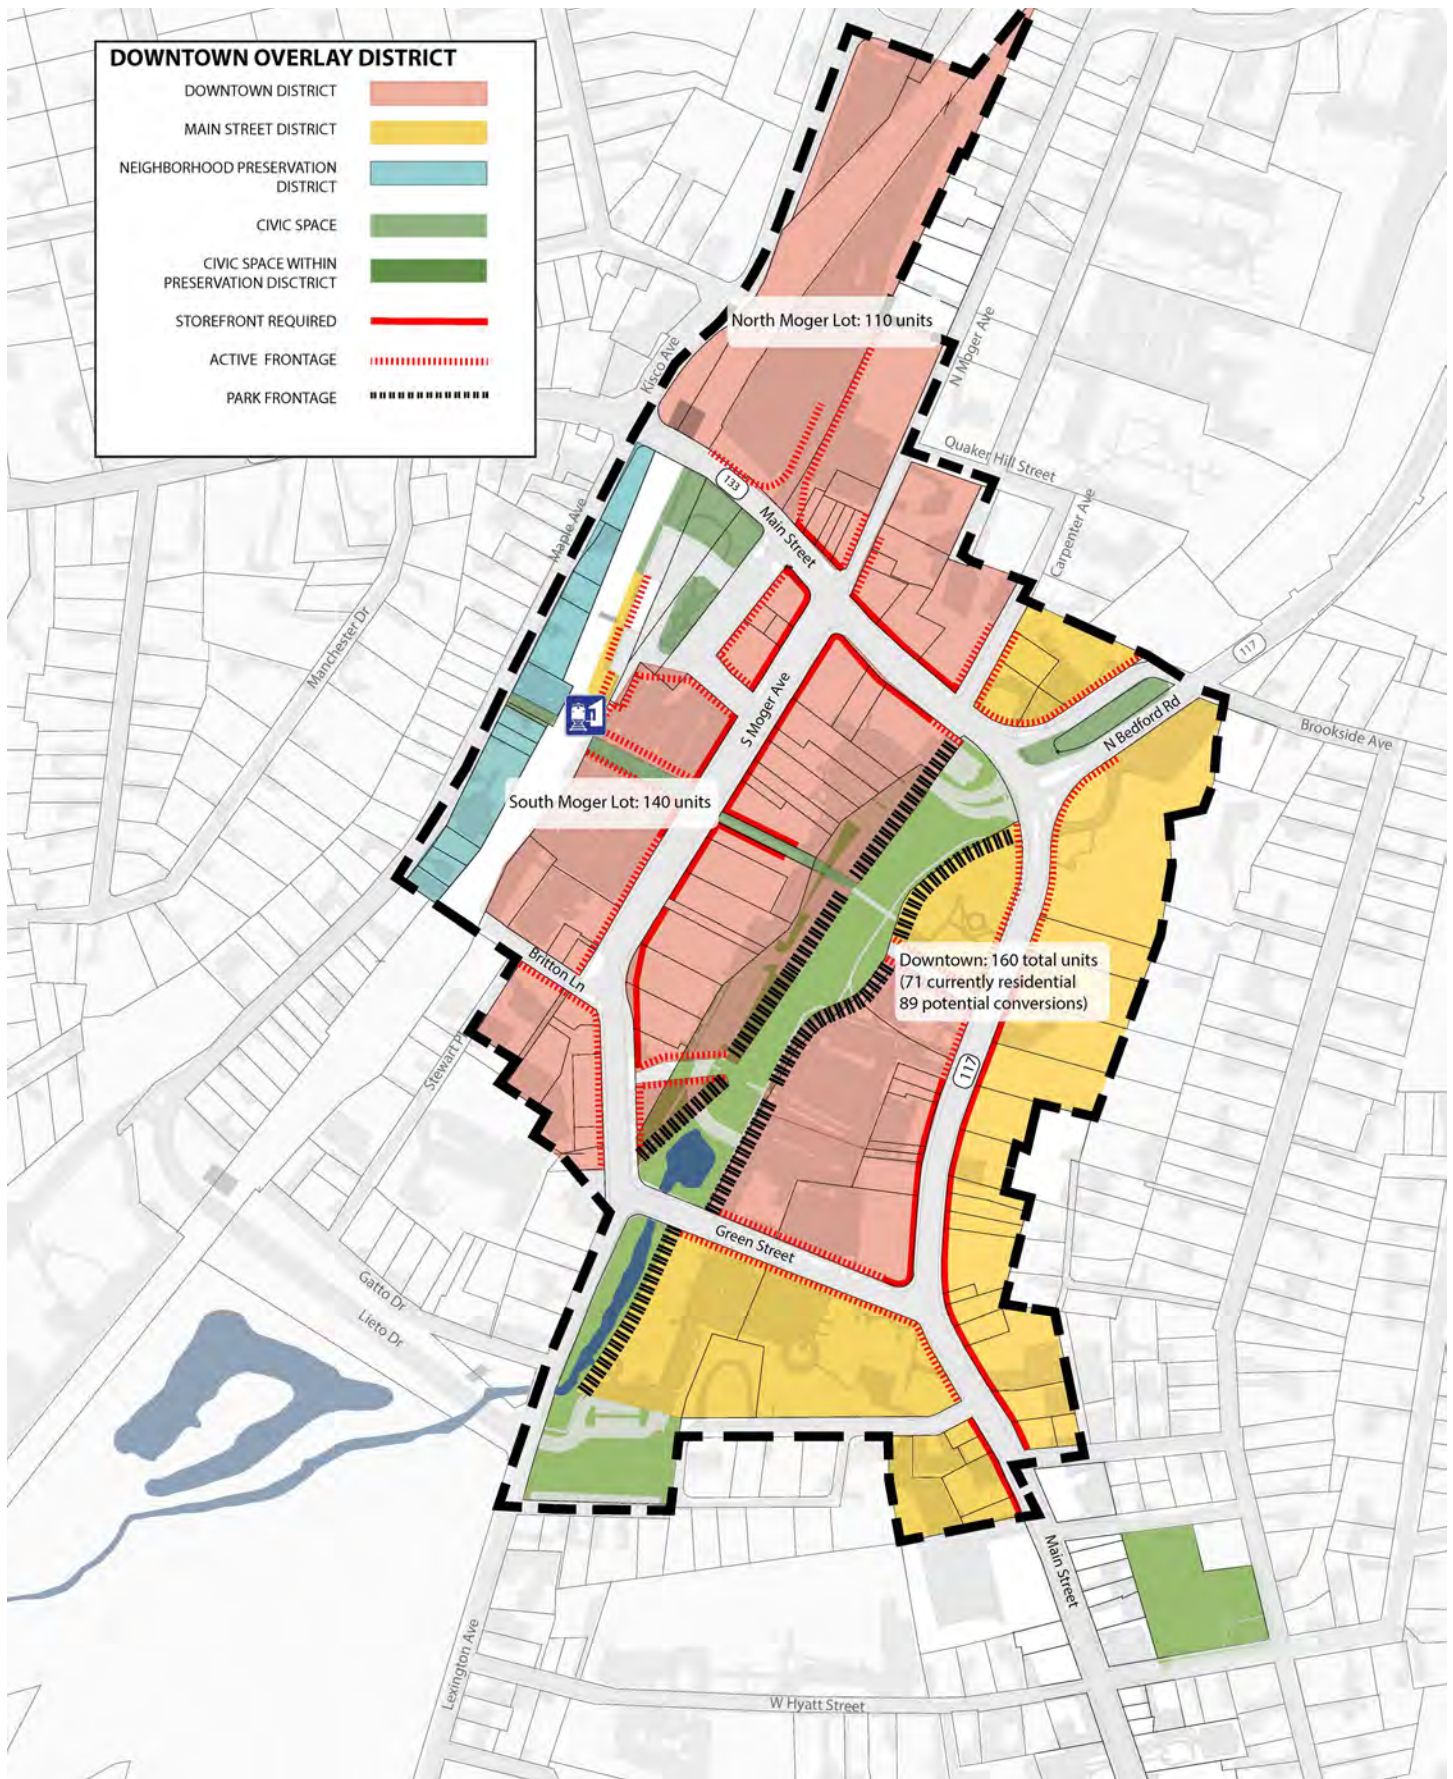 DOWNTOWN OVERLAY DISTRICT
DOWNTOWN DISTRICT
MAIN STREET DISTRICT
NEIGHBORHOOD PRESERVATION
DISTRICT
CIVIC SPACE
CIVIC SPACE WITHIN
PRESERVATION DISCTRICT
STOREFRONT REQUIRED
ACTIVE FRONTAGE
PARK FRONTAGE
North Moger Lot: 110 units
Kisco Ave
N Moger Ave
Quaker Hill Street
133
Main Street
Carpenter Ave
Maple Ave
Manchester Dr
117
N Bedford Rd
Brookside Ave
S Moger Ave
South Moger Lot: 140 units
Downtown: 160 total units
(71 currently residential
89 potential conversions)
Britton Ln
Stewart
117
Green Street
Gatto Dr
Lieto Dr
Main Street
Lexington Ave
W Hyatt Street